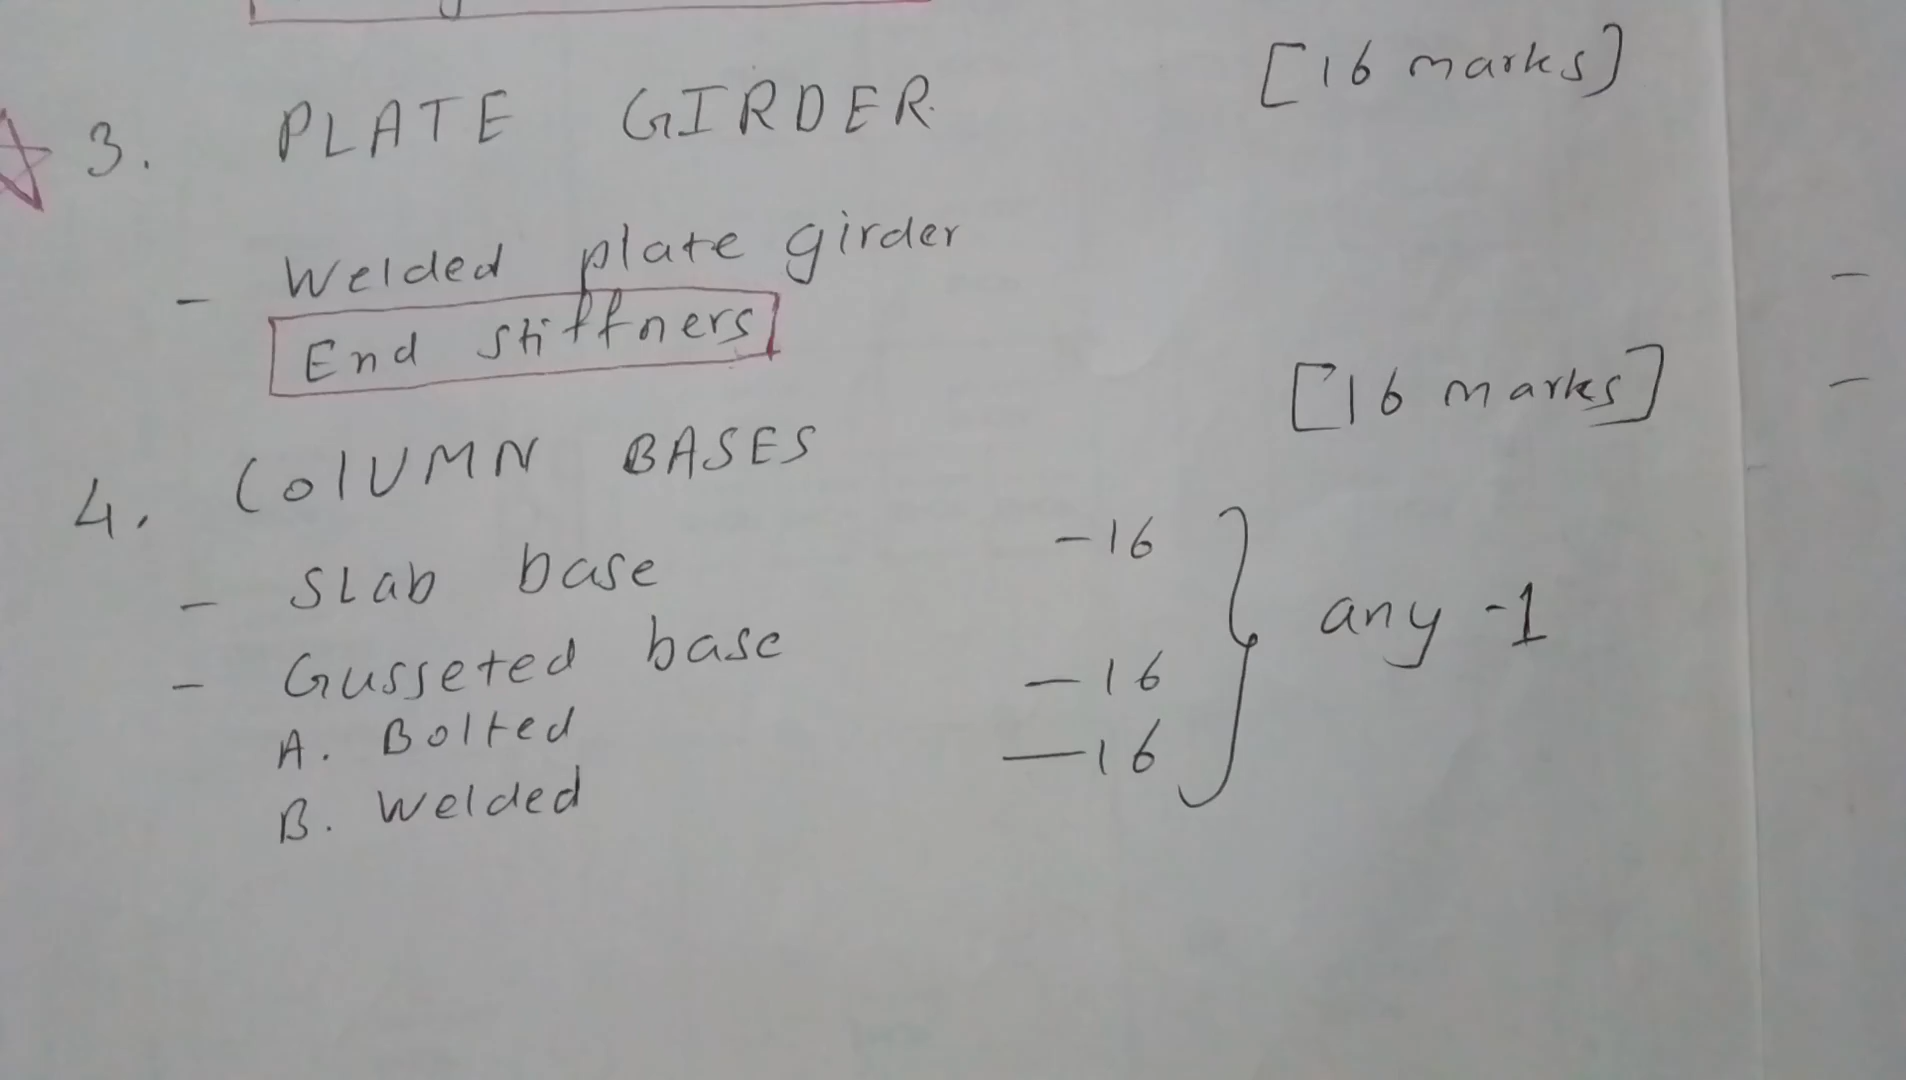 3. PLATE GIRDER. [16 marks]
- Welded plate girder
End stiffners
4. COlUMN BASES [16 marks]
- SLab base -16
- Gusseted base -16
A. Bolted -16
B. Welded
any -1